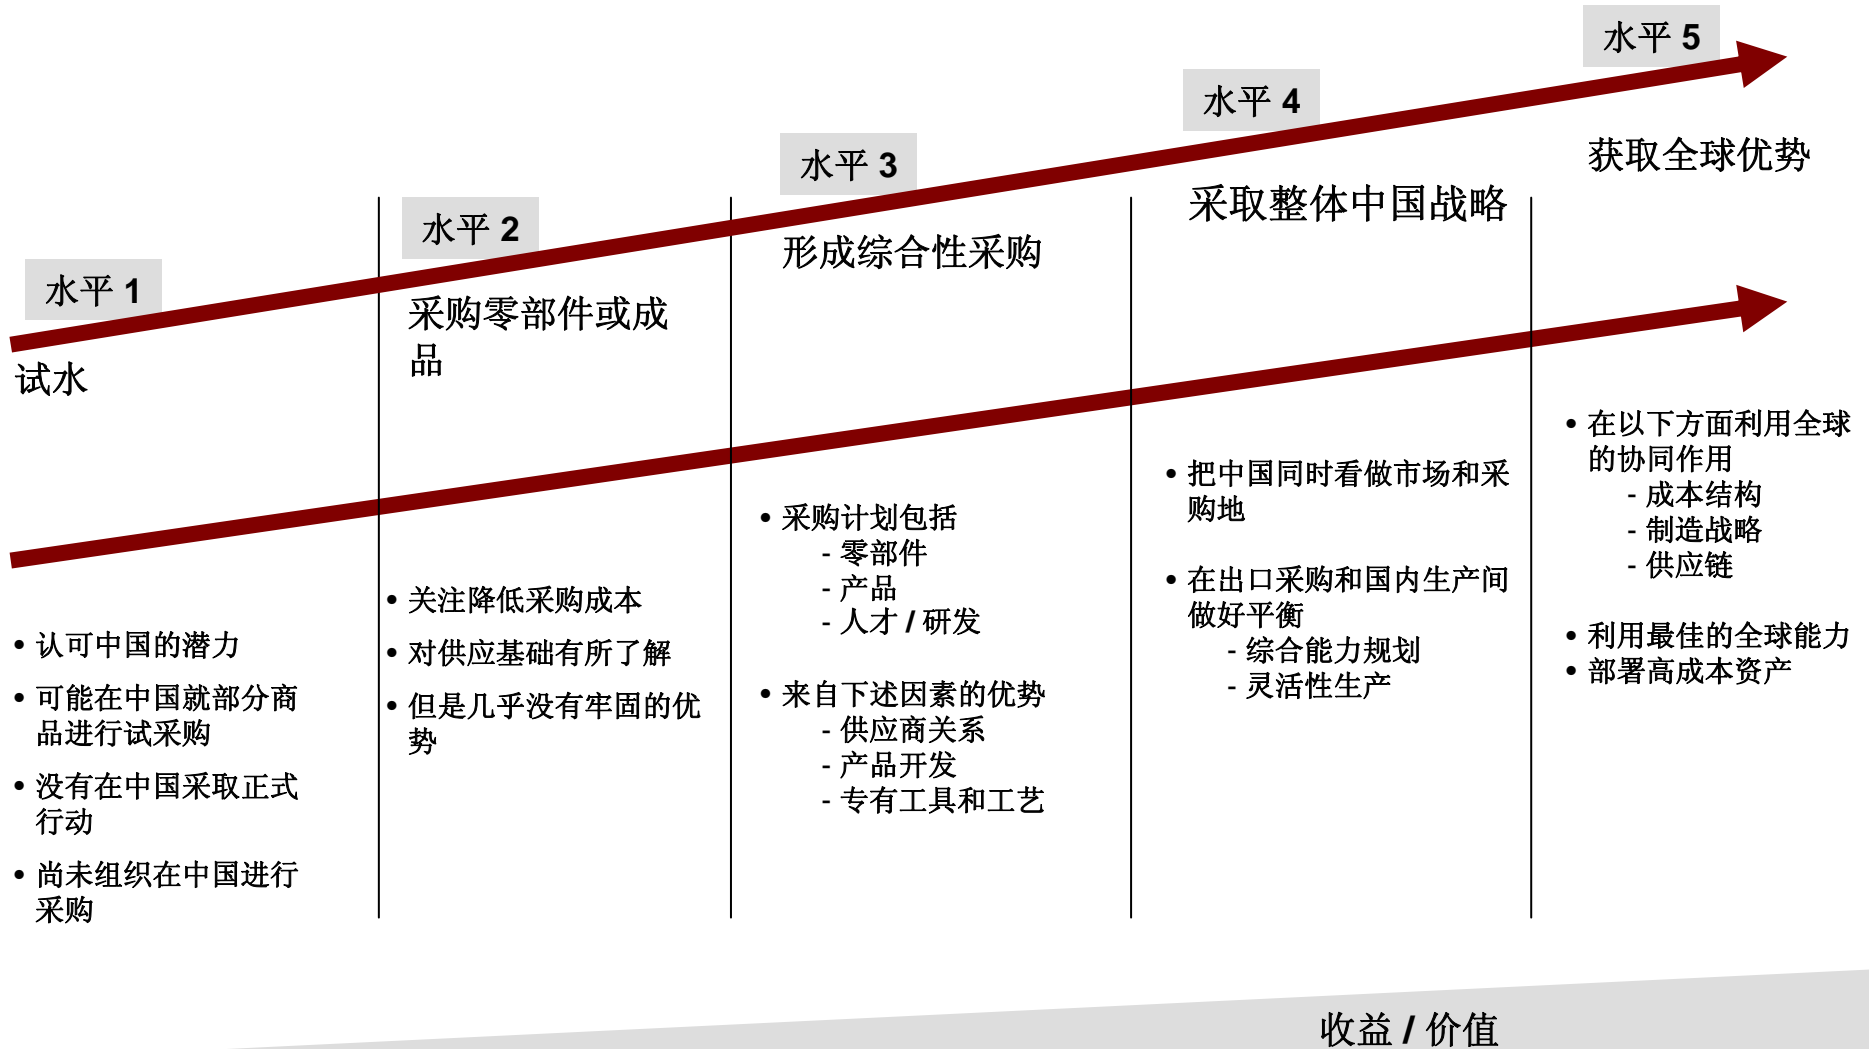 水平 1
试水
• 认可中国的潜力
• 可能在中国就部分商
品进行试采购
• 没有在中国采取正式
行动
• 尚未组织在中国进行
采购
水平 2
采购零部件或成
品
• 关注降低采购成本
• 对供应基础有所了解
• 但是几乎没有牢固的优
势
水平 3
形成综合性采购
• 采购计划包括
- 零部件
- 产品
- 人才 / 研发
• 来自下述因素的优势
- 供应商关系
- 产品开发
- 专有工具和工艺
水平 4
采取整体中国战略
• 把中国同时看做市场和采
购地
• 在出口采购和国内生产间
做好平衡
- 综合能力规划
- 灵活性生产
水平 5
获取全球优势
• 在以下方面利用全球
的协同作用
- 成本结构
- 制造战略
- 供应链
• 利用最佳的全球能力
• 部署高成本资产
收益 / 价值